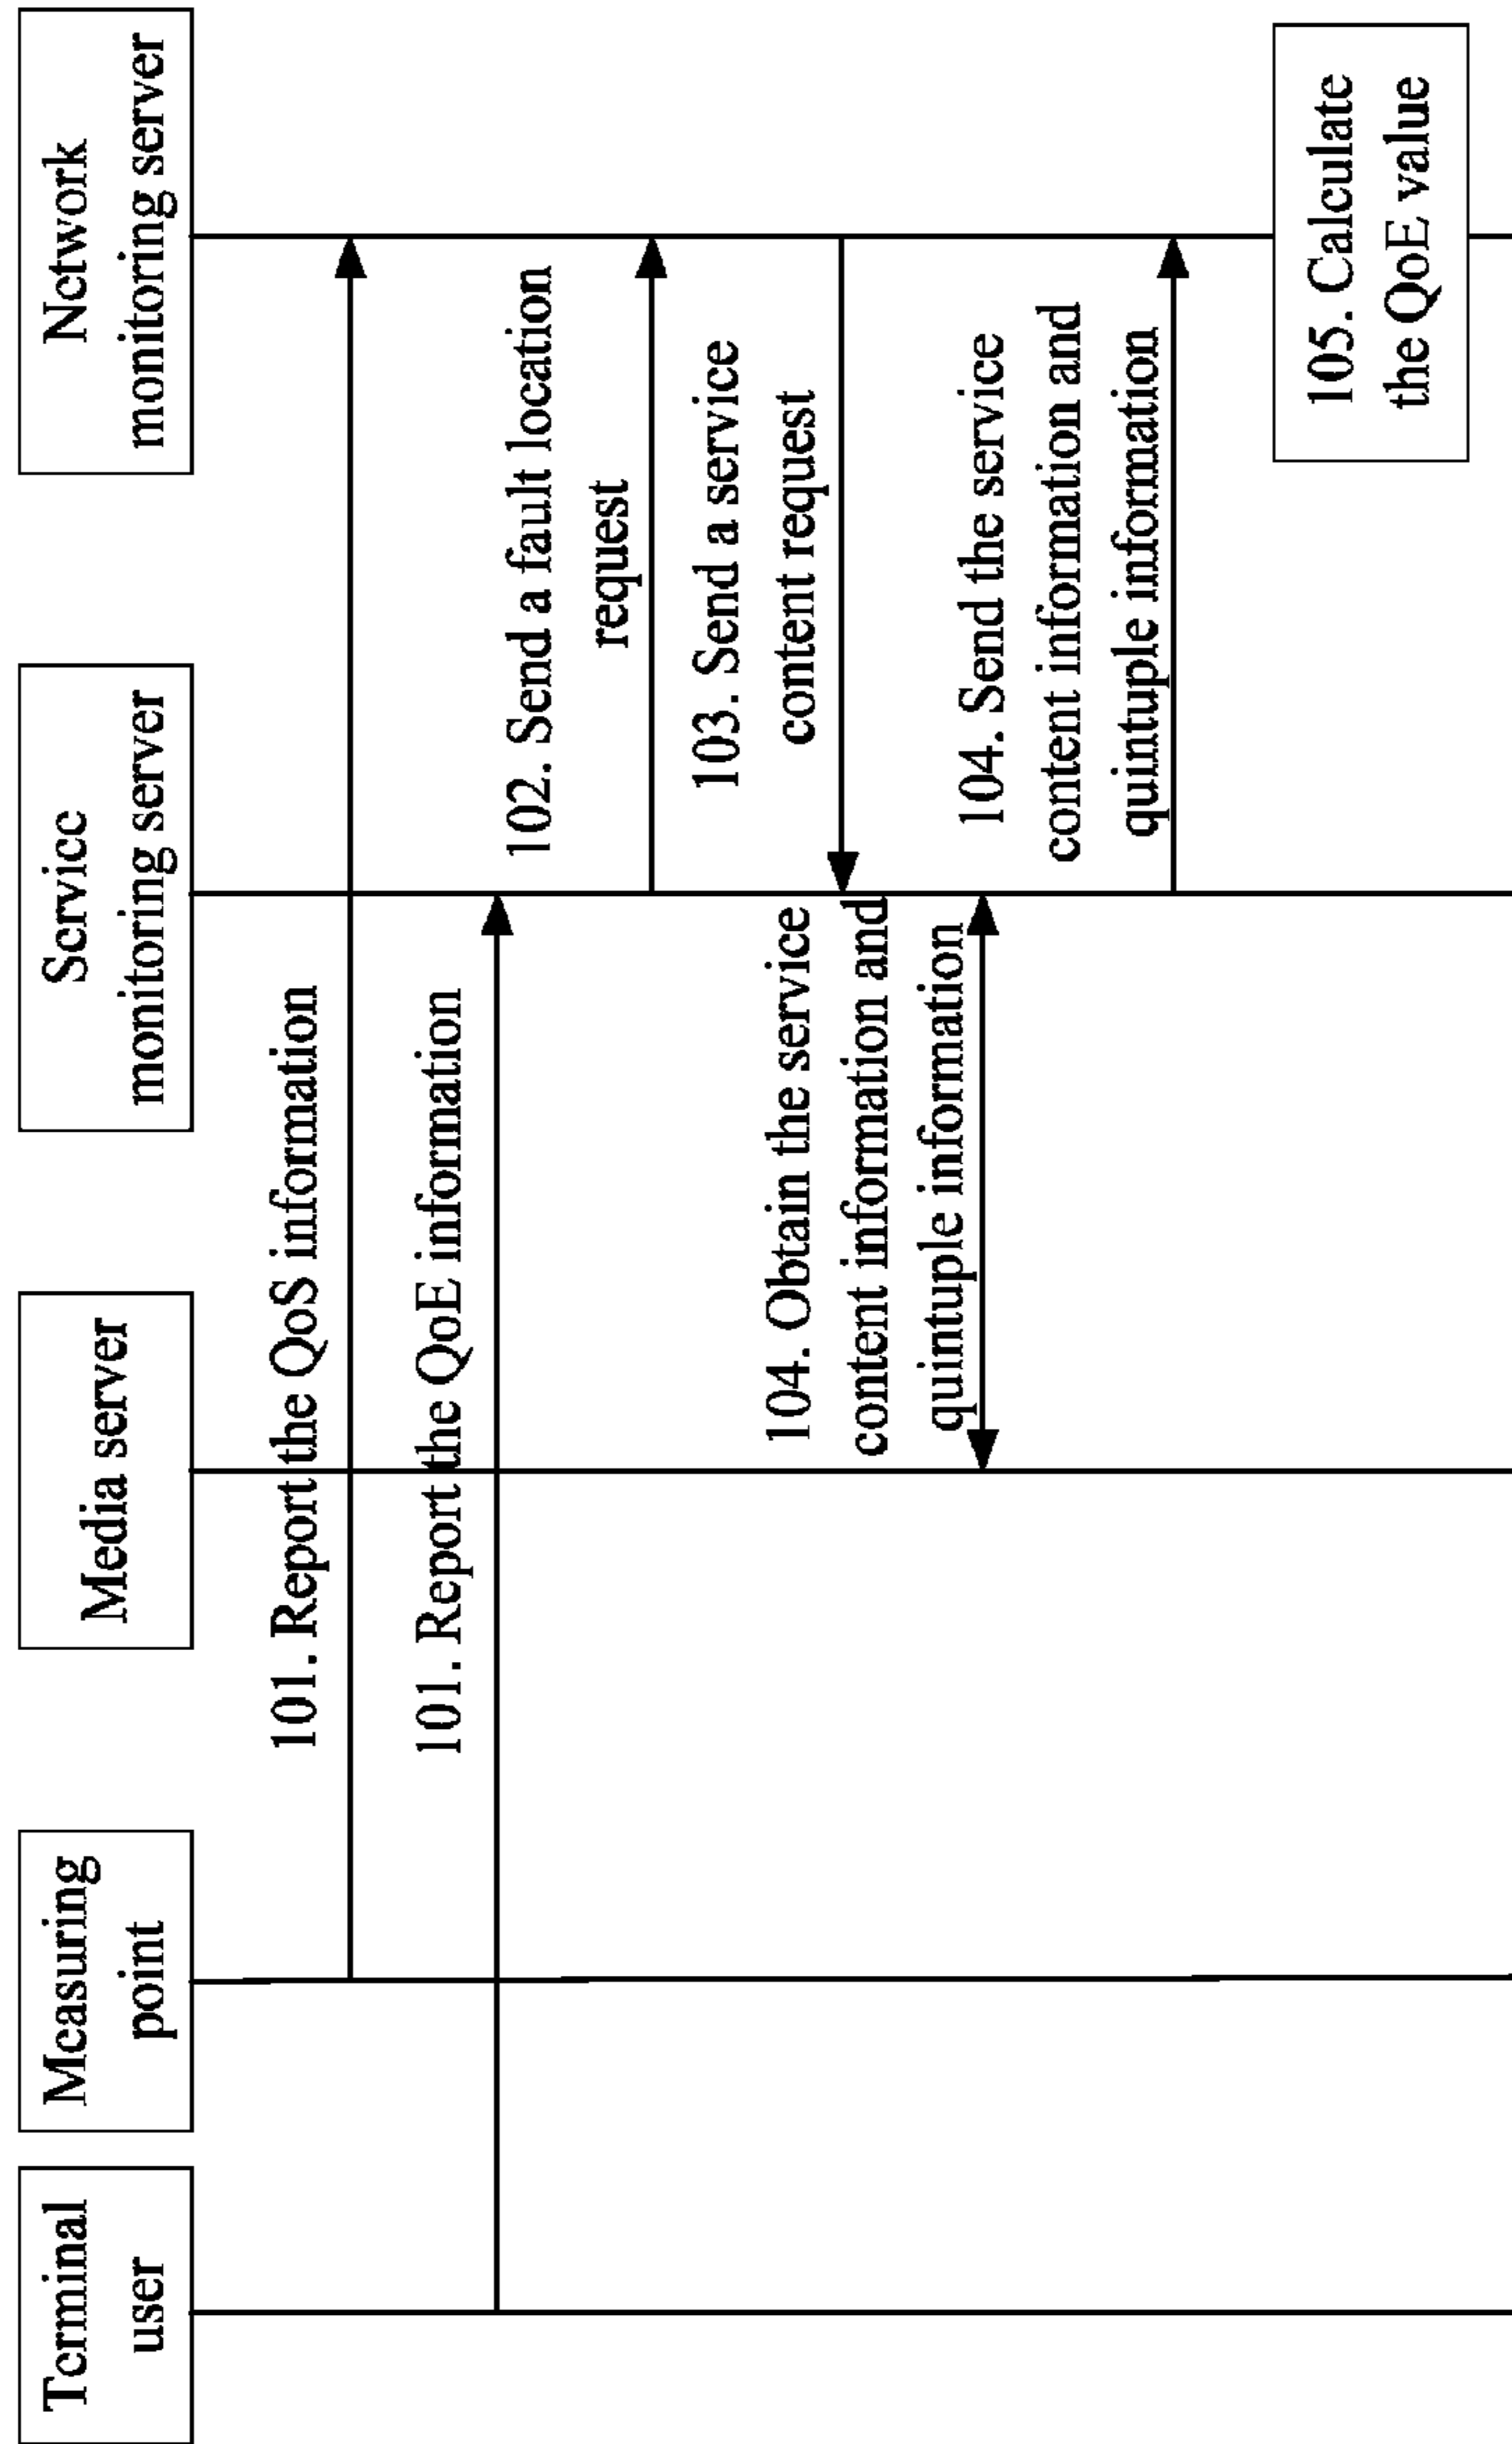 Terminal
user
Measuring
point
Media server
Service
monitoring server
Network
monitoring server
101. Report the QoS information
101. Report the QoE information
102. Send a fault location
request
103. Send a service
content request
104. Obtain the service
content information and
quintuple information
104. Send the service
content information and
quintuple information
105. Calculate
the QoE value